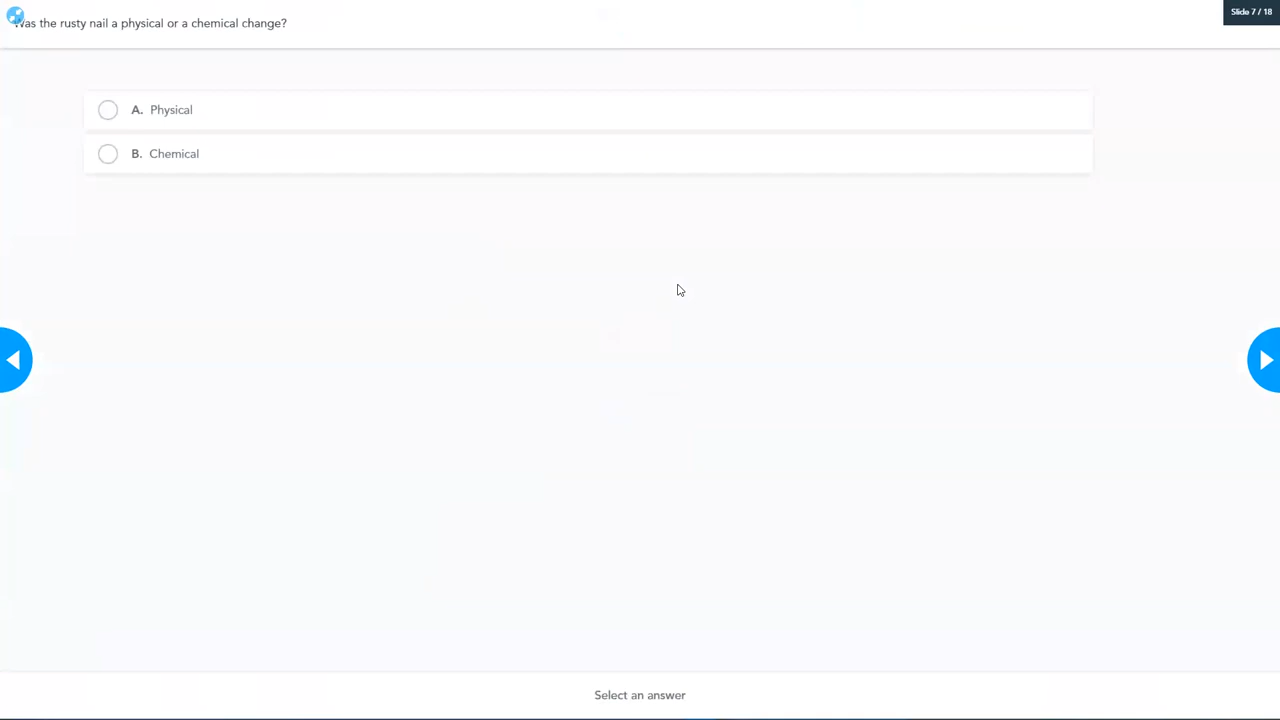 Was the rusty nail a physical or a chemical change?
Slide 7 / 18
A. Physical
B. Chemical
Select an answer